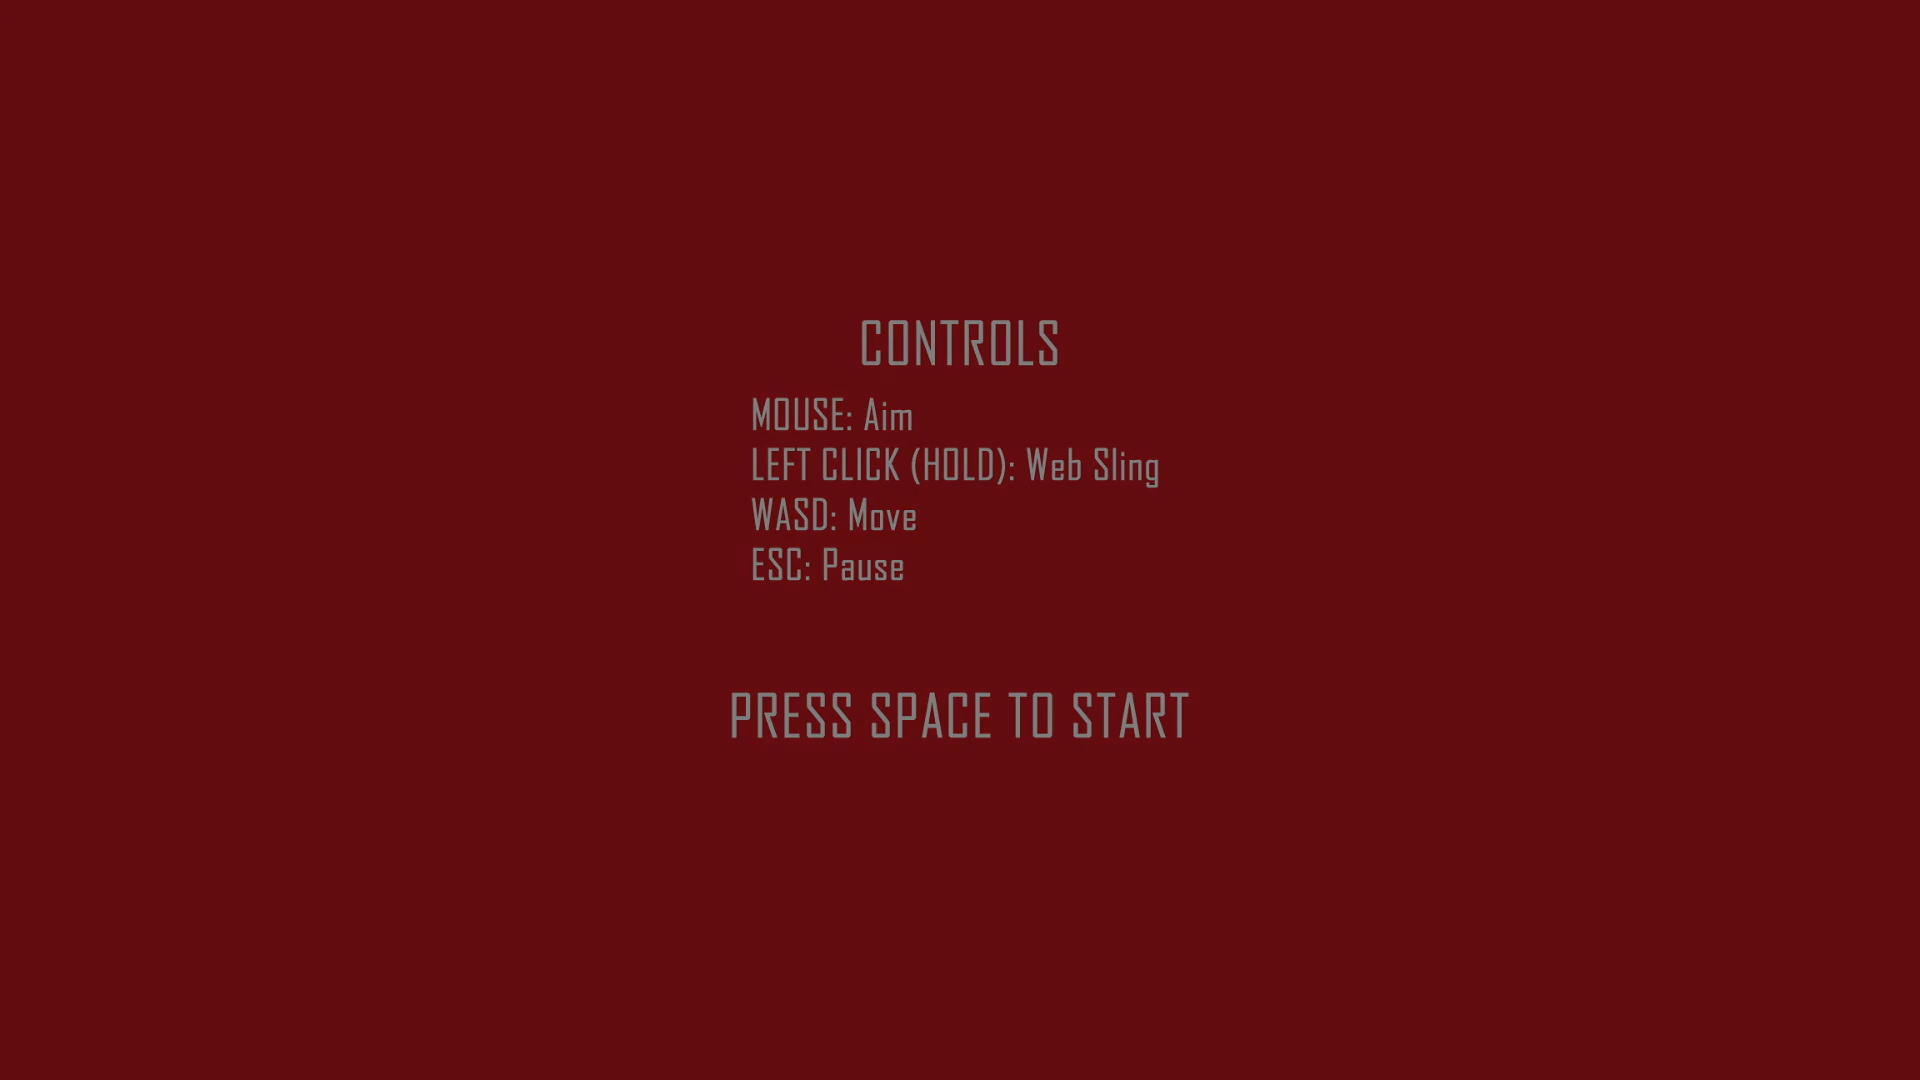 CONTROLS
MOUSE: Aim
LEFT CLICK (HOLD): Web Sling
WASD: Move
ESC: Pause
PRESS SPACE TO START